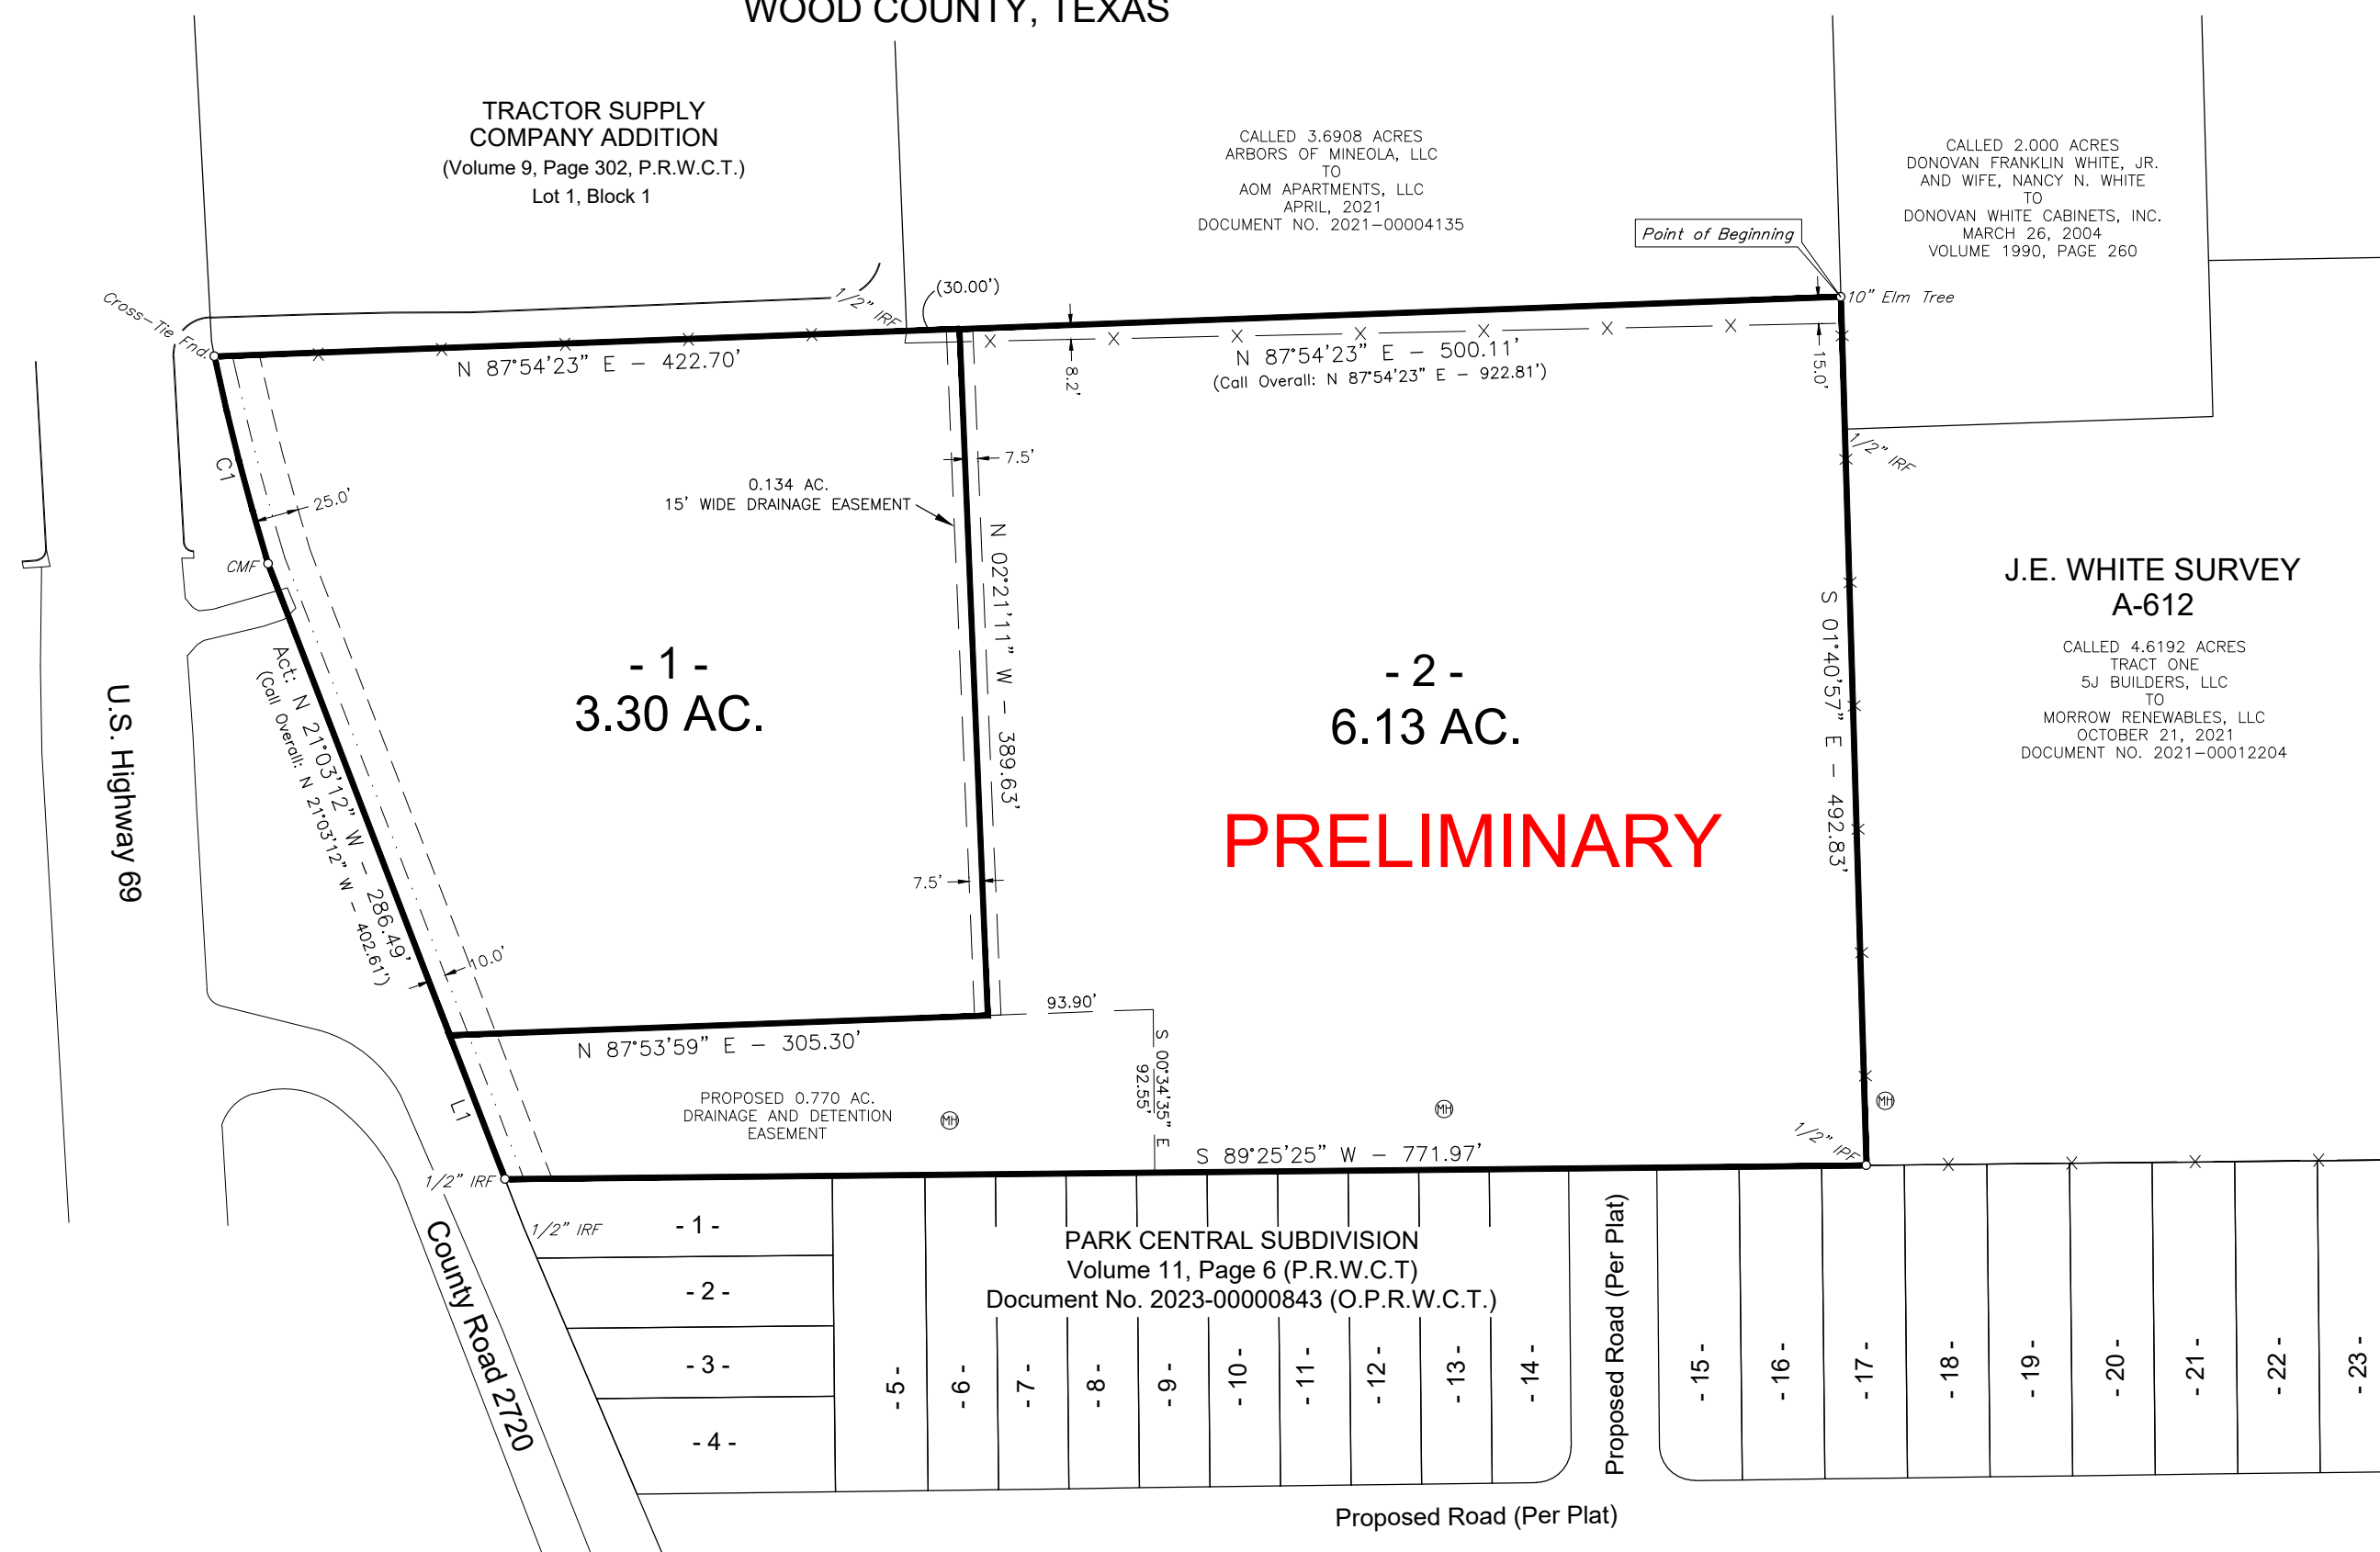 WOOD COUNTY, TEXAS
TRACTOR SUPPLY
COMPANY ADDITION
(Volume 9, Page 302, P.R.W.C.T.)
Lot 1, Block 1
CALLED 3.6908 ACRES
ARBORS OF MINEOLA, LLC
TO
AOM APARTMENTS, LLC
APRIL, 2021
DOCUMENT NO. 2021-00004135
CALLED 2.000 ACRES
DONOVAN FRANKLIN WHITE, JR.
AND WIFE, NANCY N. WHITE
TO
DONOVAN WHITE CABINETS, INC.
MARCH 26, 2004
VOLUME 1990, PAGE 260
Point of Beginning
10" Elm Tree
Cross-Tie Fnd.
1/2" IRF
(30.00')
N 87°54'23" E - 422.70'
N 87°54'23" E - 500.11'
(Call Overall: N 87°54'23" E - 922.81')
8.2'
15.0'
1/2" IRF
C1
25.0'
CMF
0.134 AC.
15' WIDE DRAINAGE EASEMENT
7.5'
N 02°21'11" W - 389.63'
S 01°40'57" E - 492.83'
J.E. WHITE SURVEY
A-612
CALLED 4.6192 ACRES
TRACT ONE
5J BUILDERS, LLC
TO
MORROW RENEWABLES, LLC
OCTOBER 21, 2021
DOCUMENT NO. 2021-00012204
- 1 -
3.30 AC.
- 2 -
6.13 AC.
PRELIMINARY
U.S. Highway 69
Act: N 21°03'12" W - 286.49'
(Call Overall: N 21°03'12" W - 402.61')
7.5'
10.0'
93.90'
N 87°53'59" E - 305.30'
S 00°34'35" E
92.55'
L1
PROPOSED 0.770 AC.
DRAINAGE AND DETENTION
EASEMENT
MH
MH
MH
S 89°25'25" W - 771.97'
1/2" IPF
1/2" IRF
1/2" IRF
County Road 2720
- 1 -
- 2 -
- 3 -
- 4 -
PARK CENTRAL SUBDIVISION
Volume 11, Page 6 (P.R.W.C.T)
Document No. 2023-00000843 (O.P.R.W.C.T.)
- 5 -
- 6 -
- 7 -
- 8 -
- 9 -
- 10 -
- 11 -
- 12 -
- 13 -
- 14 -
Proposed Road (Per Plat)
- 15 -
- 16 -
- 17 -
- 18 -
- 19 -
- 20 -
- 21 -
- 22 -
- 23 -
Proposed Road (Per Plat)